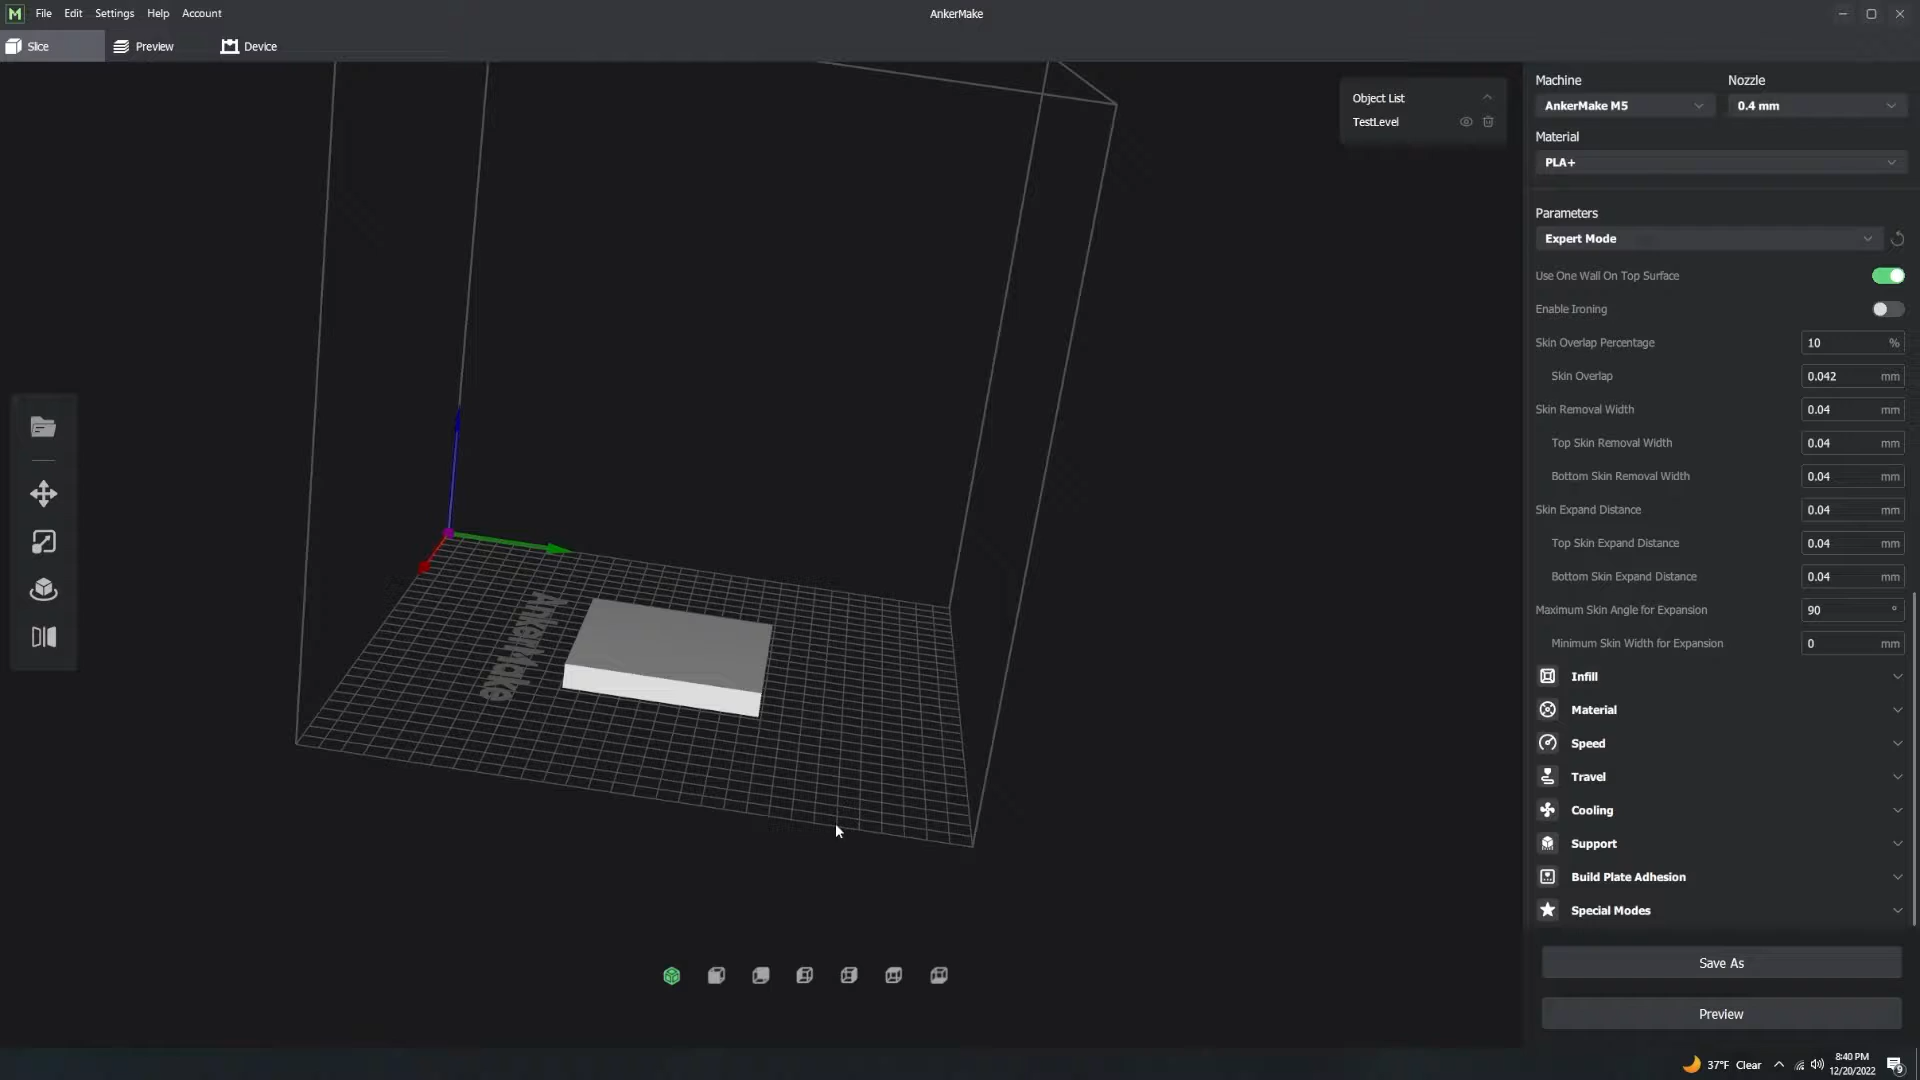 M File Edit Settings Help Account
AnkerMake
Slice Preview Device
Object List
TestLevel
AnkerMake
Machine Nozzle
AnkerMake M5 0.4 mm
Material
PLA+
Parameters
Expert Mode
Use One Wall On Top Surface
Enable Ironing
Skin Overlap Percentage 10 %
Skin Overlap 0.042 mm
Skin Removal Width 0.04 mm
Top Skin Removal Width 0.04 mm
Bottom Skin Removal Width 0.04 mm
Skin Expand Distance 0.04 mm
Top Skin Expand Distance 0.04 mm
Bottom Skin Expand Distance 0.04 mm
Maximum Skin Angle for Expansion 90 °
Minimum Skin Width for Expansion 0 mm
Infill
Material
Speed
Travel
Cooling
Support
Build Plate Adhesion
Special Modes
Save As
Preview
37°F Clear
8:40 PM
12/20/2022
9